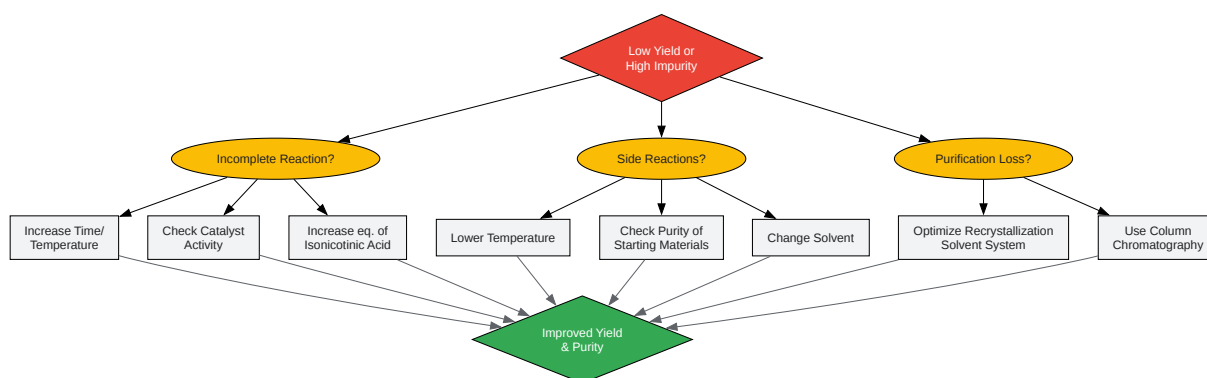 Low Yield or
High Impurity
Incomplete Reaction?
Side Reactions?
Purification Loss?
Increase Time/
Temperature
Check Catalyst
Activity
Increase eq. of
Isonicotinic Acid
Lower Temperature
Check Purity of
Starting Materials
Change Solvent
Optimize Recrystallization
Solvent System
Use Column
Chromatography
Improved Yield
& Purity